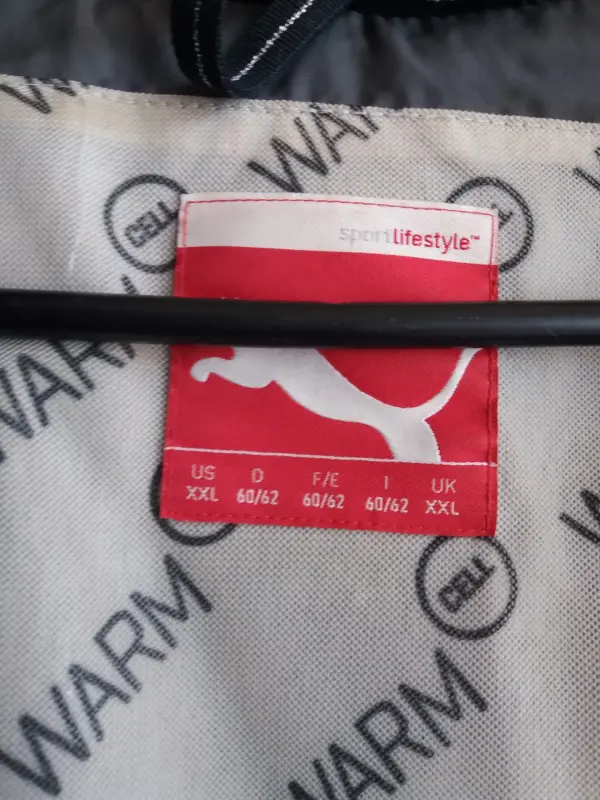 WARM
CELL
CELL
sportlifestyle™
WARM
US D F/E I UK
XXL 60/62 60/62 60/62 XXL
CELL
WARM
WARM